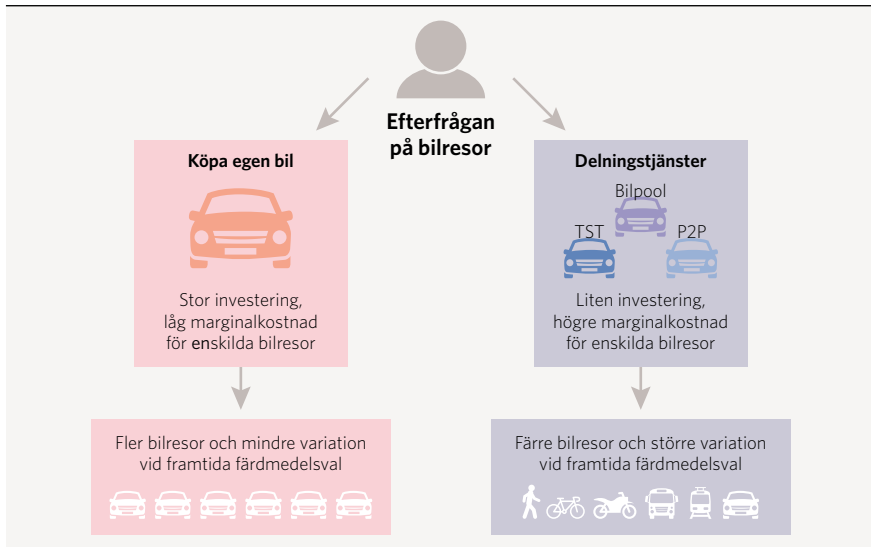 Efterfrågan
på bilresor
Köpa egen bil
Stor investering,
låg marginalkostnad
för enskilda bilresor
Fler bilresor och mindre variation
vid framtida färdmedelsval
Delningstjänster
Bilpool
TST P2P
Liten investering,
högre marginalkostnad
för enskilda bilresor
Färre bilresor och större variation
vid framtida färdmedelsval